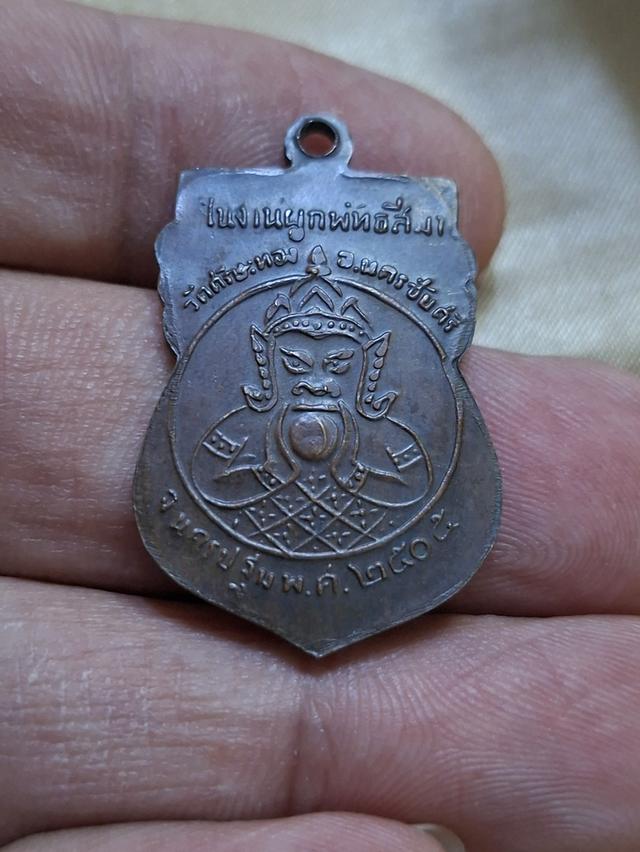 ในงานผูกพัทธสีมา
วัดศรีษะทอง อ.นครชัยศรี
จ.นครปฐม พ.ศ. ๒๕๐๕